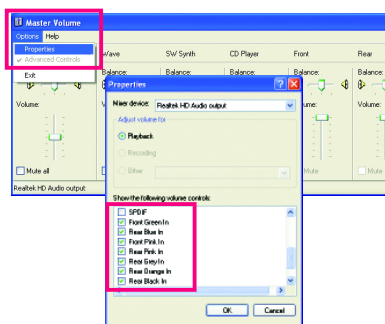 Master Volume
Options Help
Properties
Advanced Controls
Exit
Wave SW Synth CD Player Front Rear
Balance: Balance: Balance: Balance:
Volume:
Mute all
Mute
Mute
Realtek HD Audio output
Properties
Mixer device: Realtek HD Audio output
Adjust volume for
Playback
Recording
Other
Show the following volume controls:
SPDIF
Front Green In
Rear Blue In
Front Pink In
Rear Pink In
Rear Grey In
Rear Orange In
Rear Black In
OK Cancel